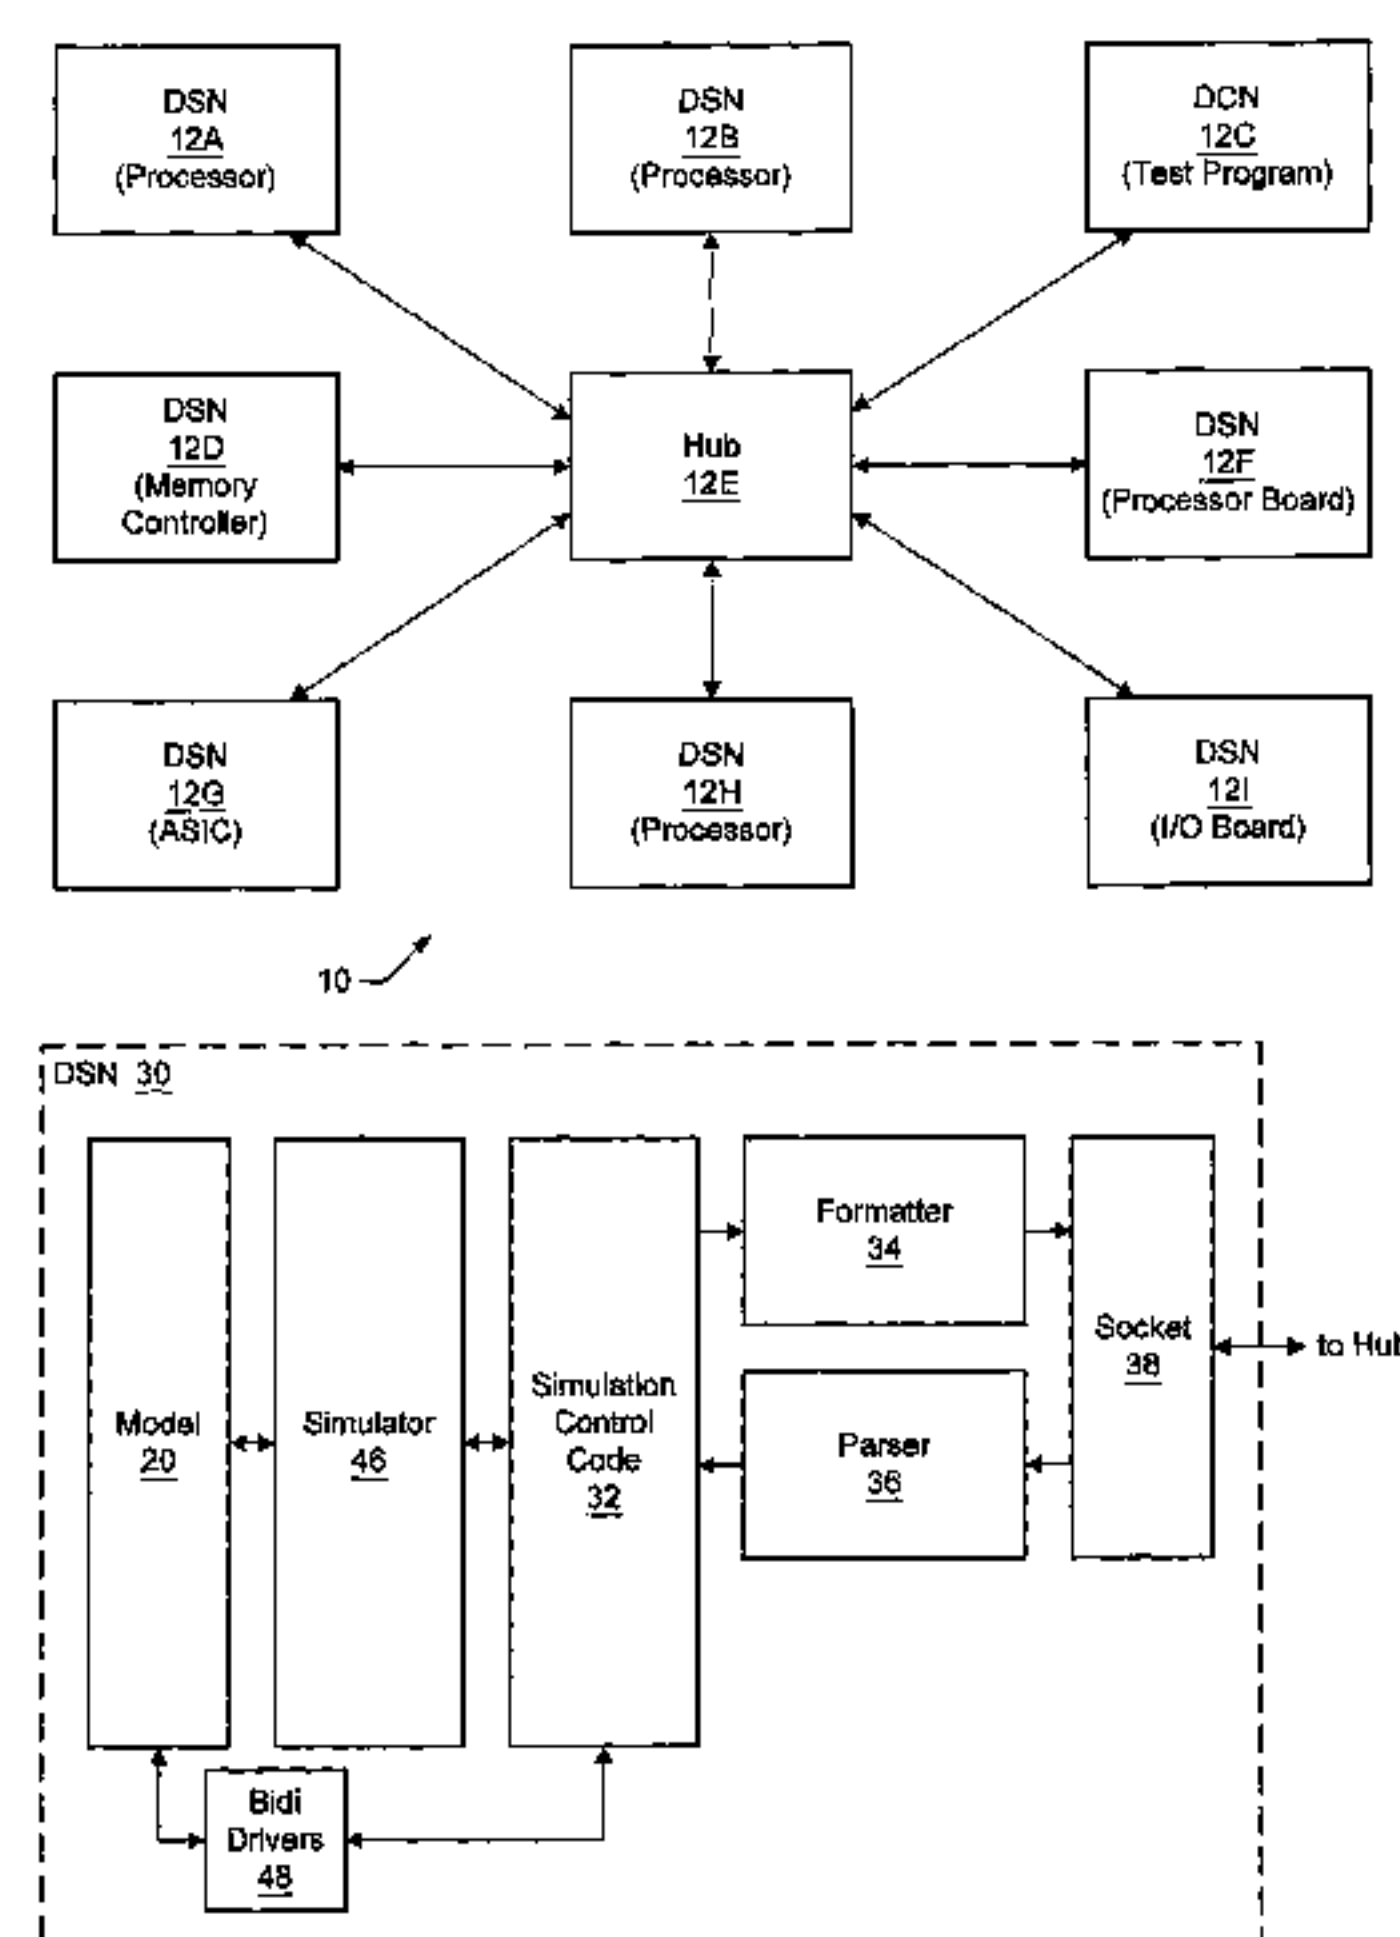 DSN
12A
(Processor)
DSN
12B
(Processor)
DCN
12C
(Test Program)
DSN
12D
(Memory
Controller)
Hub
12E
DSN
12F
(Processor Board)
DSN
12G
(ASIC)
DSN
12H
(Processor)
DSN
12I
(I/O Board)
10
DSN 30
Model
20
Simulator
46
Simulation
Control
Code
32
Formatter
34
Parser
36
Socket
38
to Hub
Bidi
Drivers
48